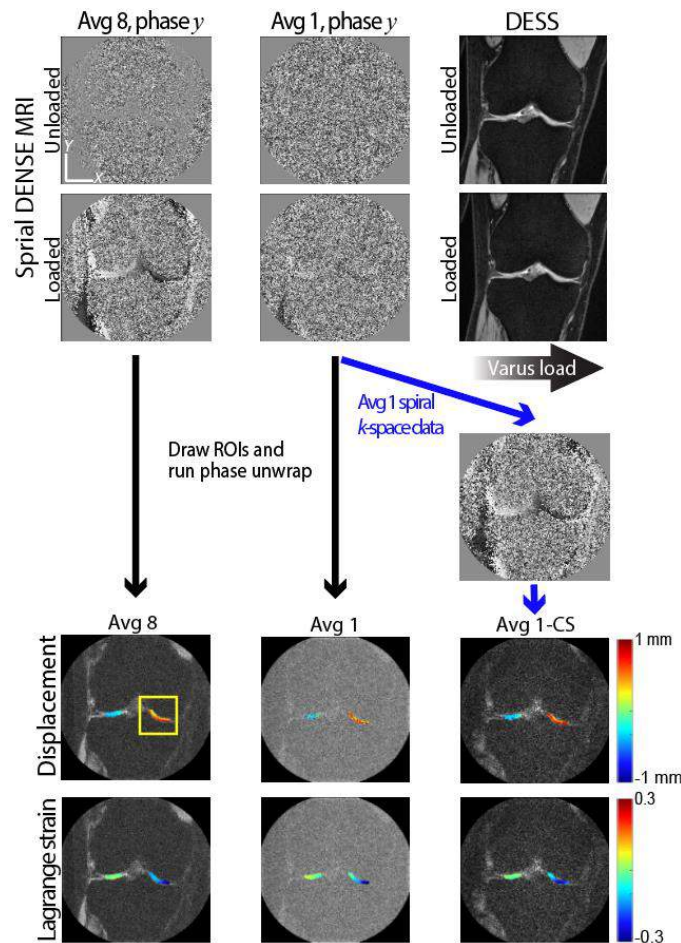 Avg 8, phase y
Avg 1, phase y
DESS
Sprial DENSE MRI
Unloaded
Unloaded
Y
X
Loaded
Loaded
Varus load
Avg 1 spiral
k-space data
Draw ROIs and
run phase unwrap
Avg 8
Avg 1
Avg 1-CS
Displacement
1 mm
-1 mm
Lagrange strain
0.3
-0.3